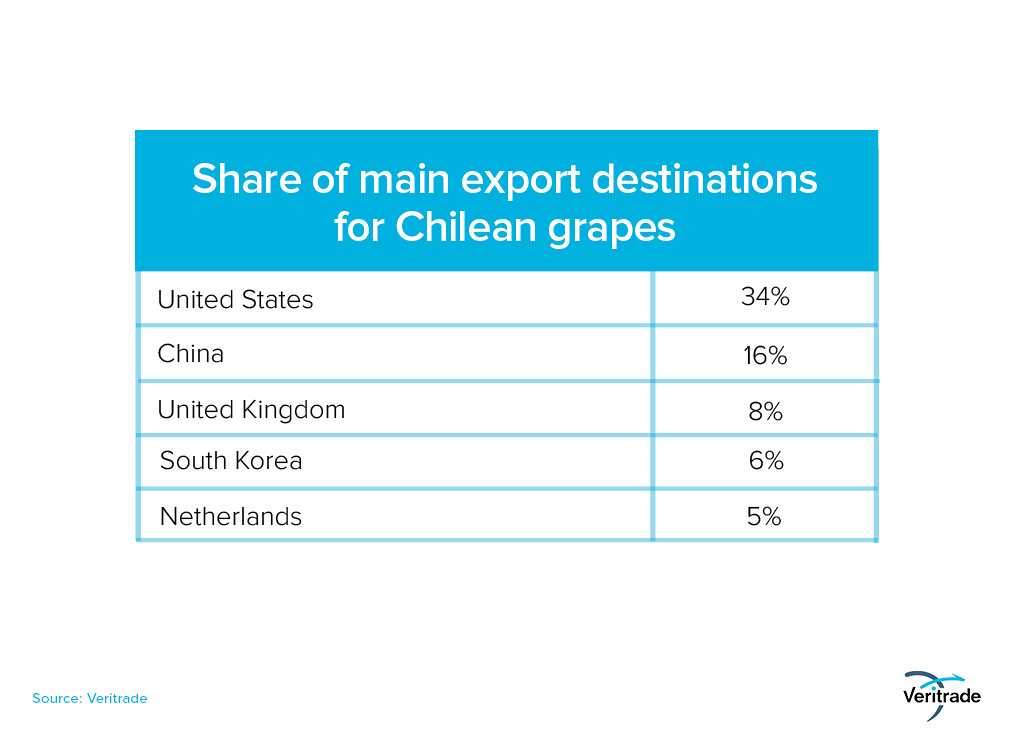 Share of main export destinations
for Chilean grapes
United States 34%
China 16%
United Kingdom 8%
South Korea 6%
Netherlands 5%
Source: Veritrade
Veritrade